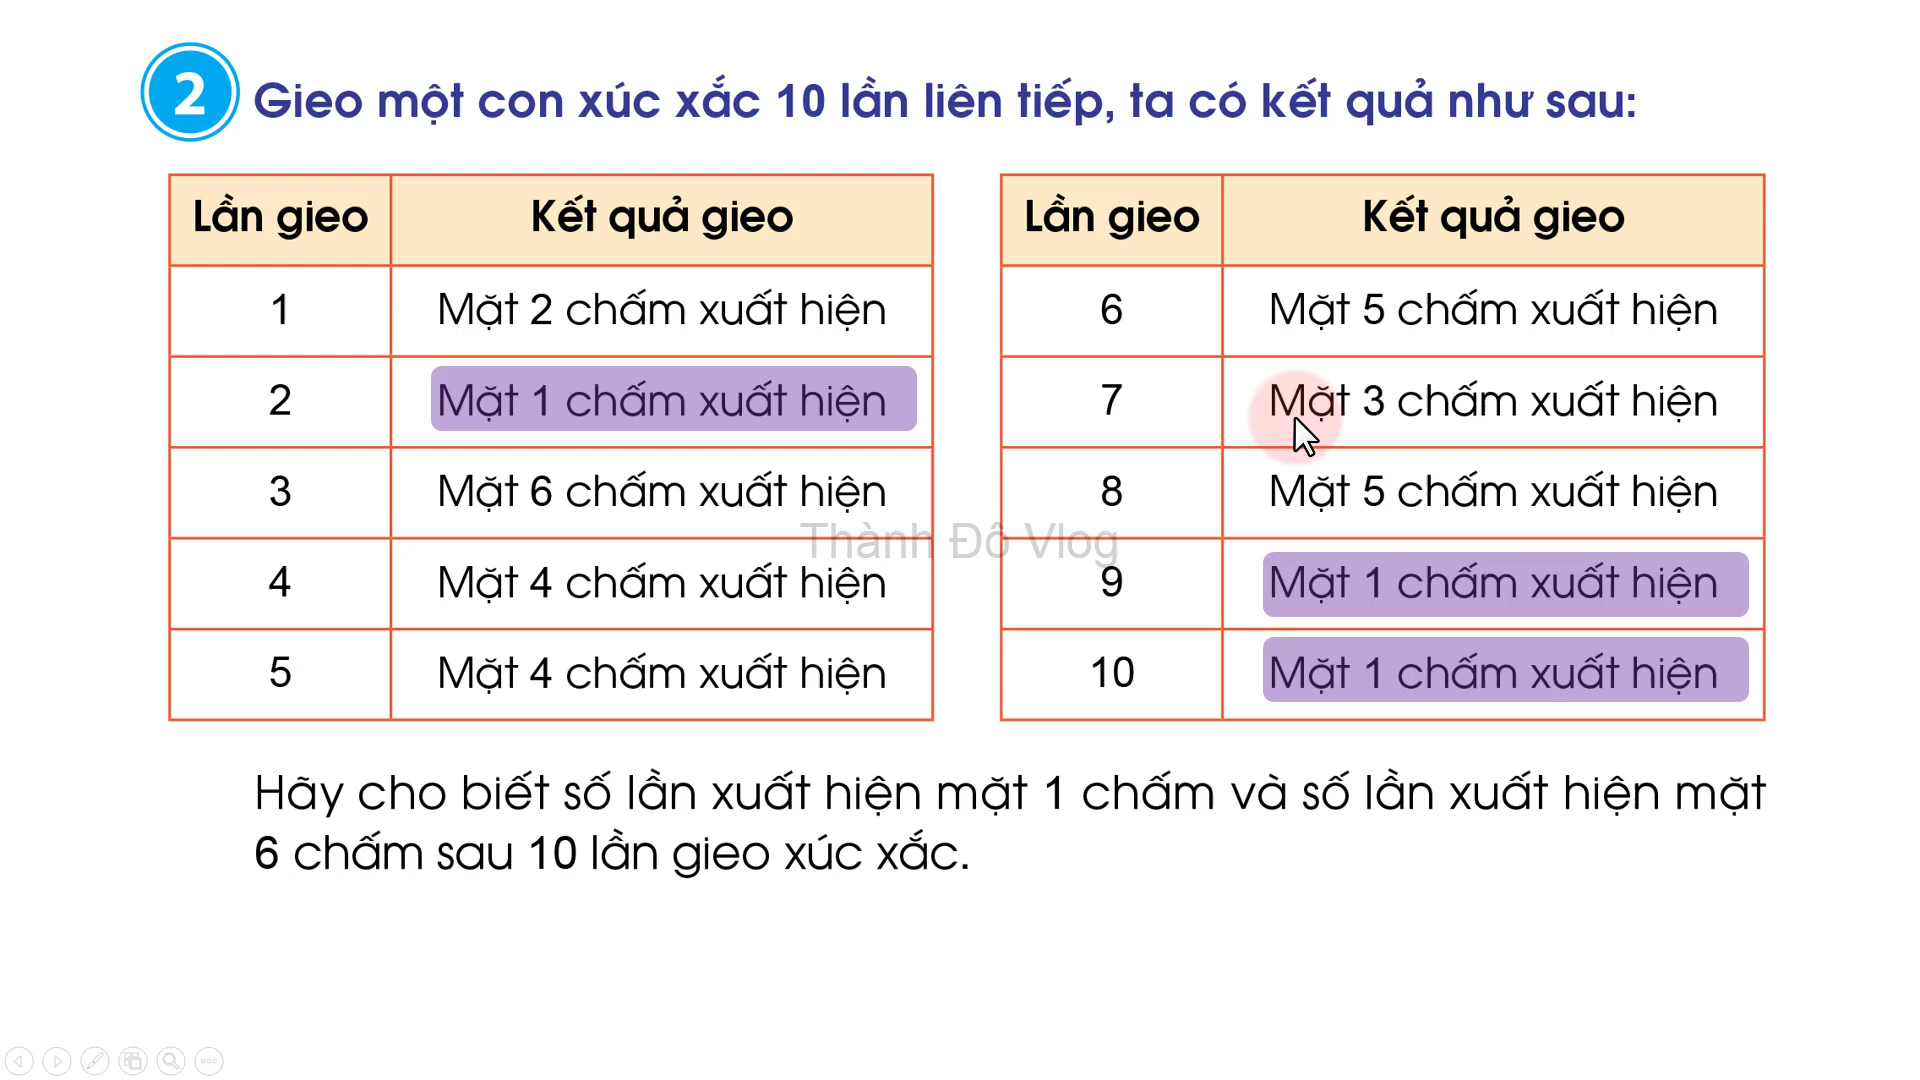 2 Gieo một con xúc xắc 10 lần liên tiếp, ta có kết quả như sau:
Lần gieo Kết quả gieo
1 Mặt 2 chấm xuất hiện
2 Mặt 1 chấm xuất hiện
3 Mặt 6 chấm xuất hiện
4 Mặt 4 chấm xuất hiện
5 Mặt 4 chấm xuất hiện
Lần gieo Kết quả gieo
6 Mặt 5 chấm xuất hiện
7 Mặt 3 chấm xuất hiện
8 Mặt 5 chấm xuất hiện
9 Mặt 1 chấm xuất hiện
10 Mặt 1 chấm xuất hiện
Thành Đô Vlog
Hãy cho biết số lần xuất hiện mặt 1 chấm và số lần xuất hiện mặt
6 chấm sau 10 lần gieo xúc xắc.